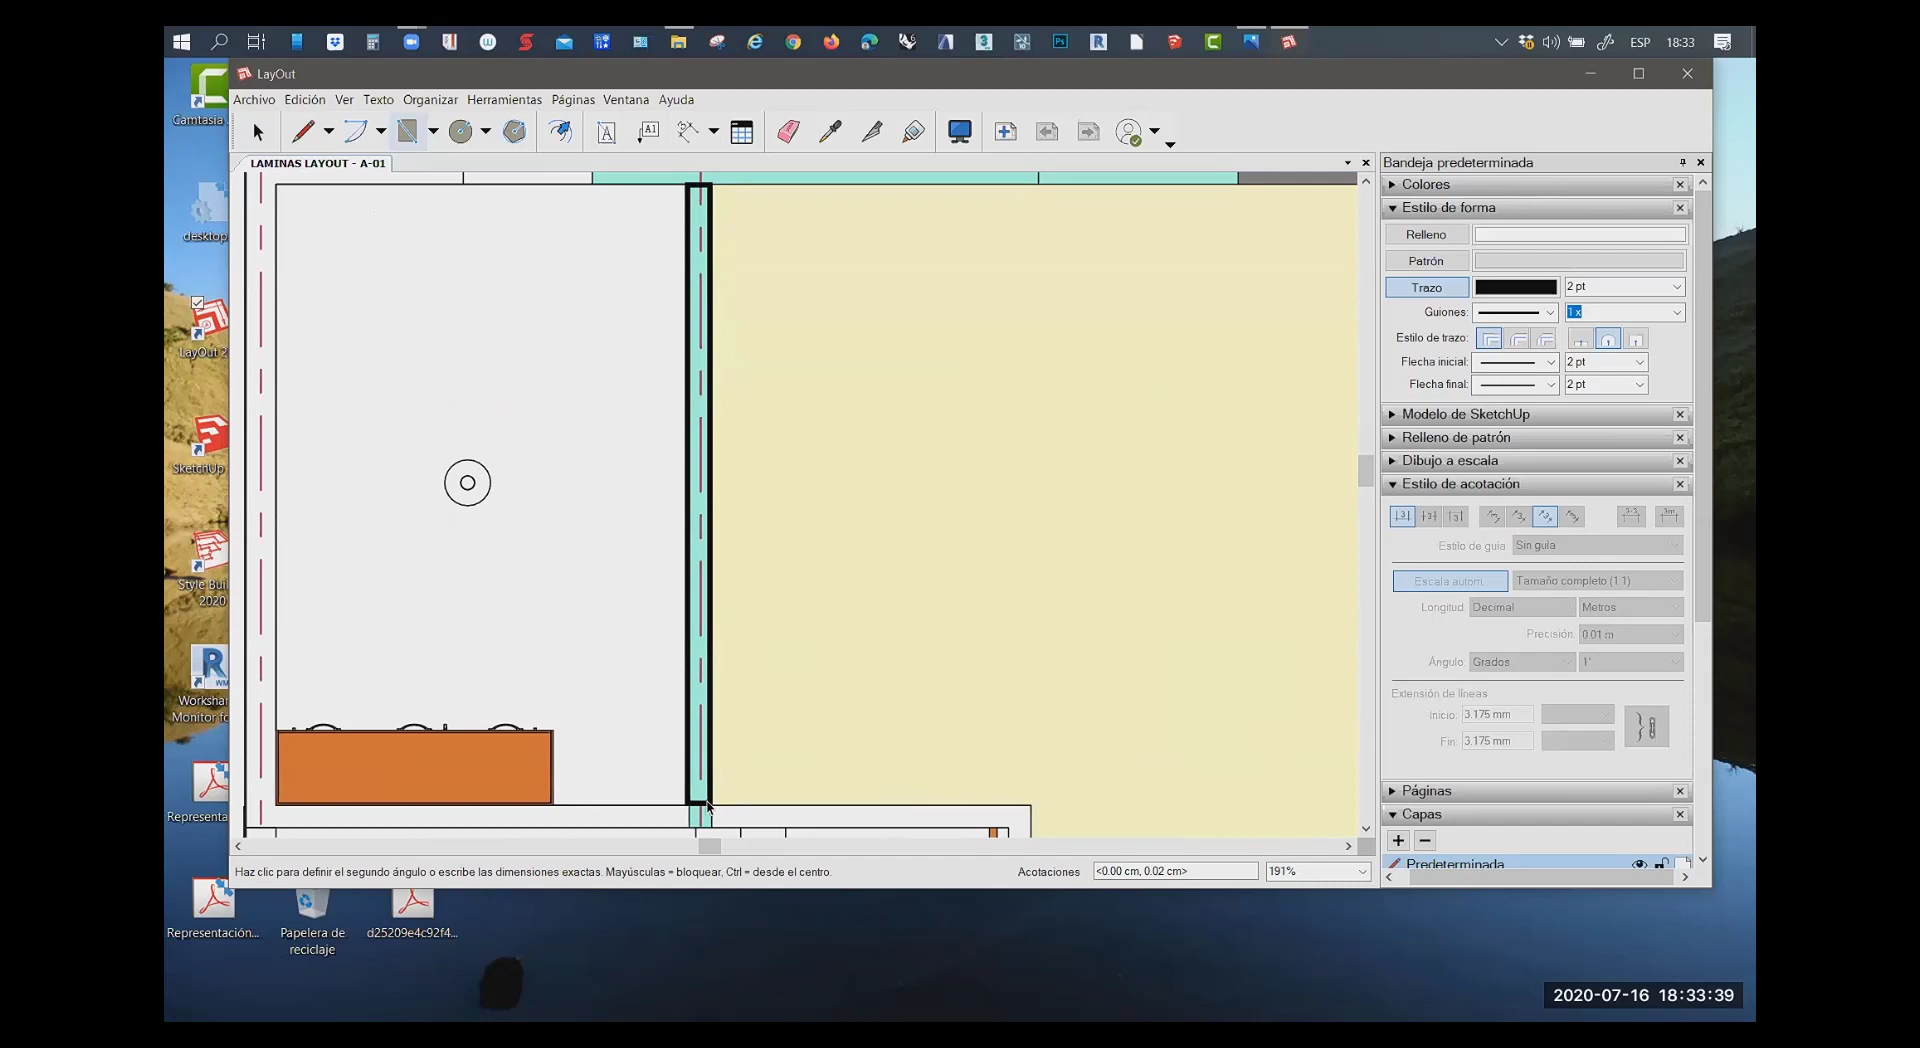 ESP
18:33
LayOut
Archivo Edición Ver Texto Organizar Herramientas Páginas Ventana Ayuda
LAMINAS LAYOUT - A-01
Bandeja predeterminada
Colores
Estilo de forma
Relleno
Patrón
Trazo 2 pt
Guiones: 1 x
Estilo de trazo:
Flecha inicial: 2 pt
Flecha final: 2 pt
Modelo de SketchUp
Relleno de patrón
Dibujo a escala
Estilo de acotación
Estilo de guía: Sin guía
Escala autom. Tamaño completo (1:1)
Longitud: Decimal Metros
Precisión: 0.01 m
Ángulo: Grados 1°
Extensión de líneas
Inicio: 3.175 mm
Fin: 3.175 mm
Páginas
Capas
Predeterminada
Haz clic para definir el segundo ángulo o escribe las dimensiones exactas. Mayúsculas = bloquear, Ctrl = desde el centro.
Acotaciones <0.00 cm, 0.02 cm> 191%
Camtasia
desktop
LayOut 2
SketchUp
Style Bui
2020
Workshar
Monitor fo
Representa
Representación...
Papelera de
reciclaje
d25209e4c92f4...
2020-07-16 18:33:39